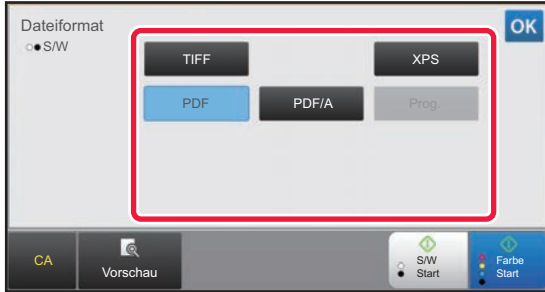 Dateiformat
S/W
OK
TIFF
XPS
PDF
PDF/A
Prog.
CA
Vorschau
S/W
Start
Farbe
Start